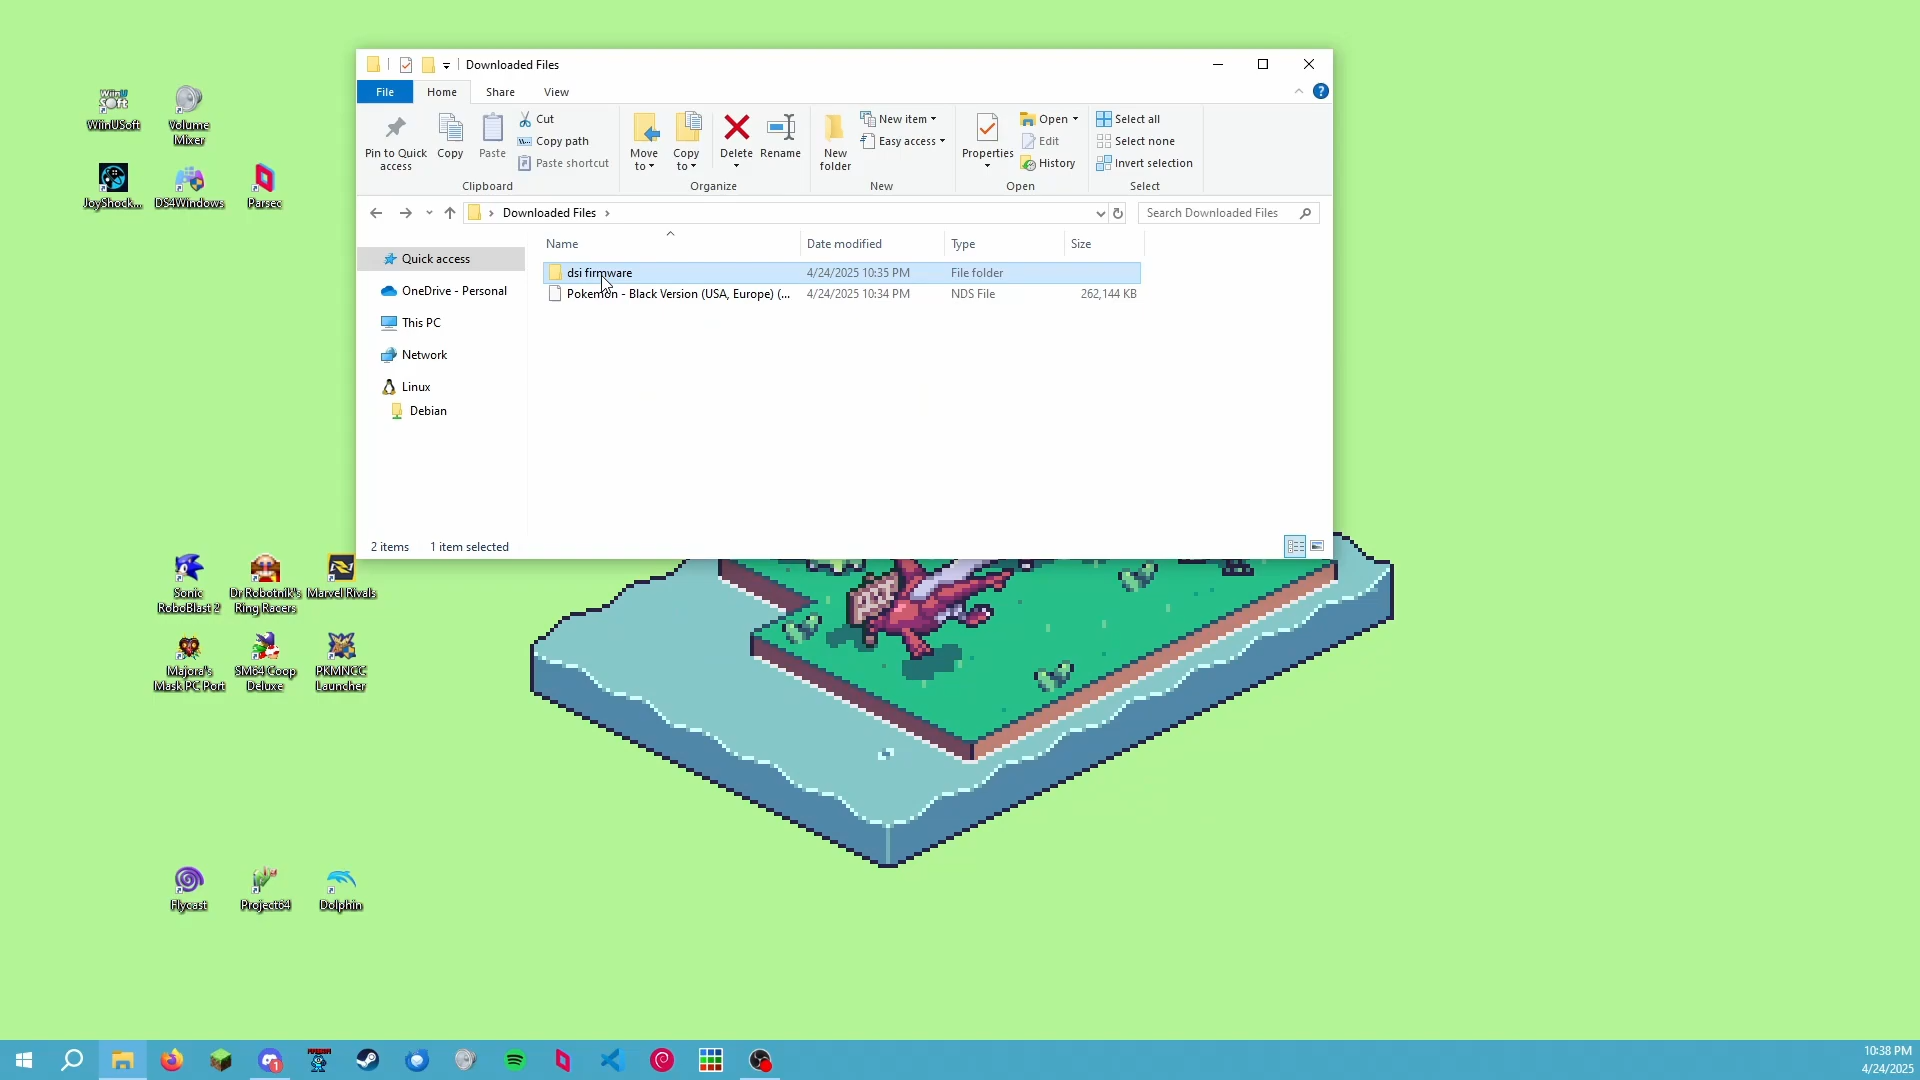 Downloaded Files
File Home Share View
Pin to Quick access
Copy
Paste
Cut
Copy path
Paste shortcut
Clipboard
Move to
Copy to
Delete
Rename
Organize
New folder
New item
Easy access
New
Properties
Open
Edit
History
Open
Select all
Select none
Invert selection
Select
Downloaded Files
Search Downloaded Files
Name Date modified Type Size
dsi firmware 4/24/2025 10:35 PM File folder
Pokemon - Black Version (USA, Europe) (... 4/24/2025 10:34 PM NDS File 262,144 KB
Quick access
OneDrive - Personal
This PC
Network
Linux
Debian
2 items 1 item selected
WiinUSoft
Volume Mixer
JoyShock...
DS4Windows
Parsec
Sonic RoboBlast 2
Dr Robotnik's Ring Racers
Marvel Rivals
Majora's Mask PC Port
SM64 Coop Deluxe
PKMNCC Launcher
Flycast
Project64
Dolphin
10:38 PM
4/24/2025